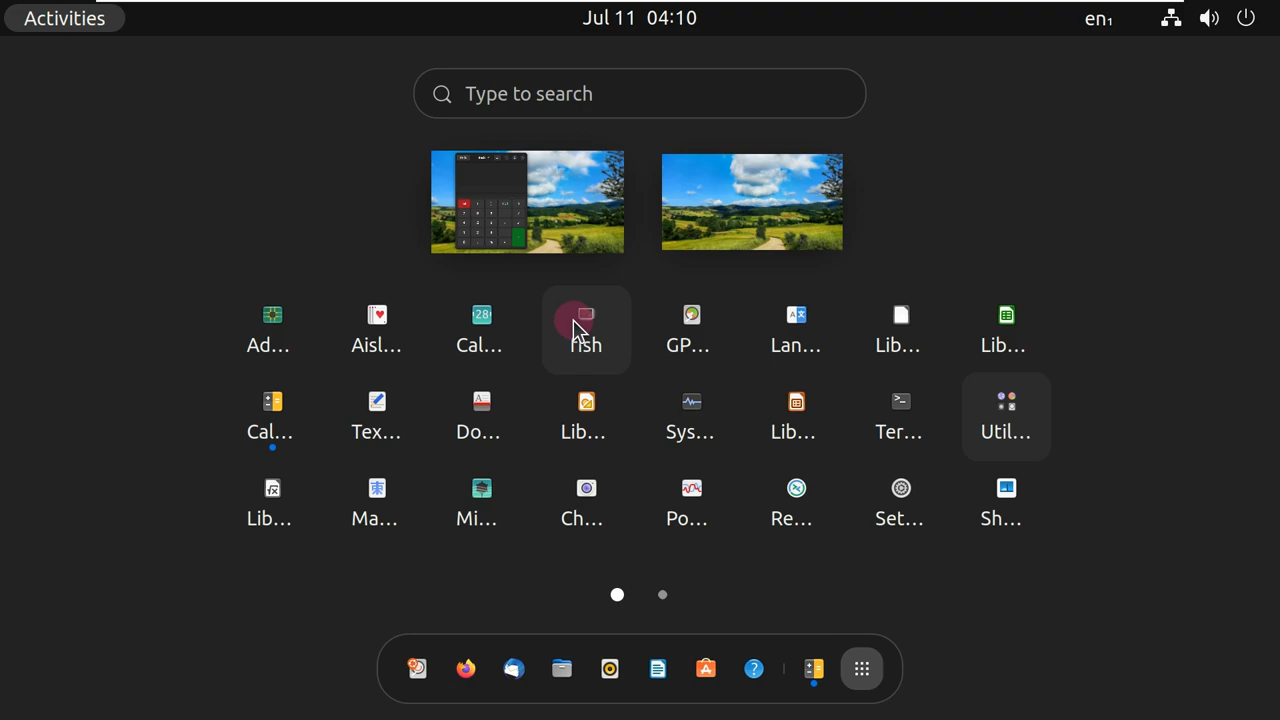 Activities
Jul 11 04:10
en₁
Type to search
Ad...
Aisl...
Cal...
fish
GP...
Lan...
Lib...
Lib...
Cal...
Tex...
Do...
Lib...
Sys...
Lib...
Ter...
Util...
Lib...
Ma...
Mi...
Ch...
Po...
Re...
Set...
Sh...